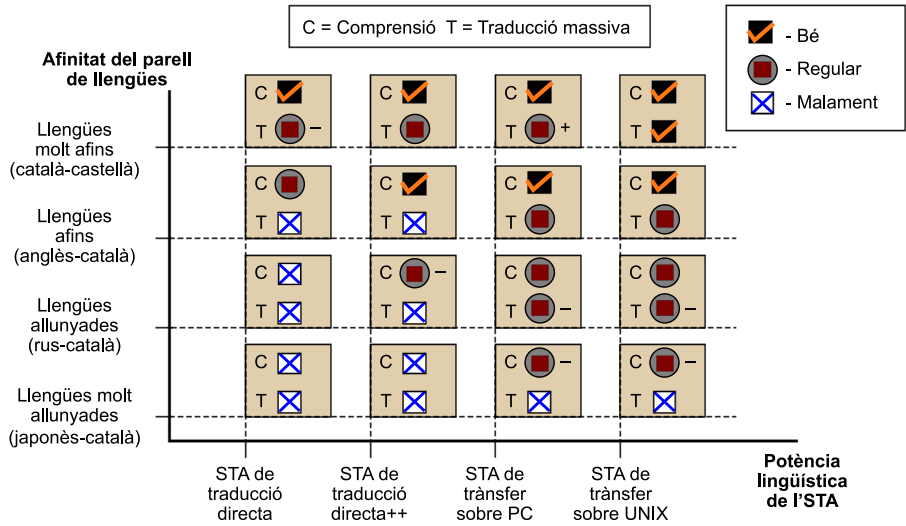 C = Comprensió T = Traducció massiva
- Bé
- Regular
- Malament
Afinitat del parell
de llengües
Llengües
molt afins
(català-castellà)
C
T –
C
T
C
T +
C
T
Llengües
afins
(anglès-català)
C
T
C
T
C
T
C
T
Llengües
allunyades
(rus-català)
C
T
C –
T
C
T –
C
T –
Llengües molt
allunyades
(japonès-català)
C
T
C
T
C –
T
C –
T
STA de
traducció
directa
STA de
traducció
directa++
STA de
trànsfer
sobre PC
STA de
trànsfer
sobre UNIX
Potència
lingüística
de l'STA